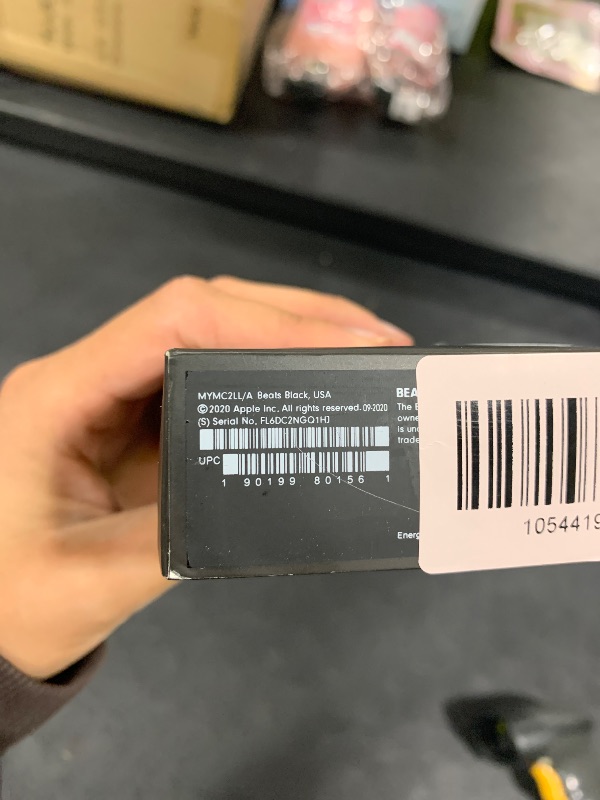 MYMC2LL/A Beats Black, USA
©2020 Apple Inc. All rights reserved. 09-2020
(S) Serial No. FL6DC2NGQ1HJ
UPC
1 90199 80156 1
BEA
The B
owne
is un
trade
Energ
1054419